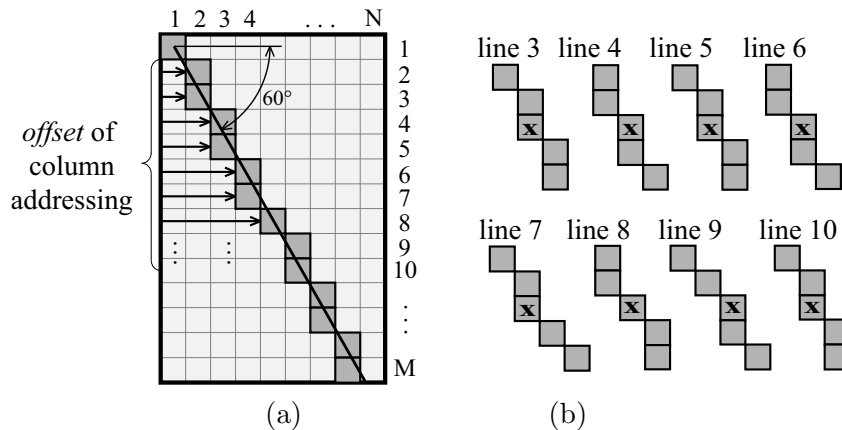 1 2 3 4 . . . N
1
2
3
4
5
6
7
8
9
10
⋮
M
60°
offset of
column
addressing
⋮ ⋮
line 3 line 4 line 5 line 6
x x x x
line 7 line 8 line 9 line 10
x x x x
(a) (b)